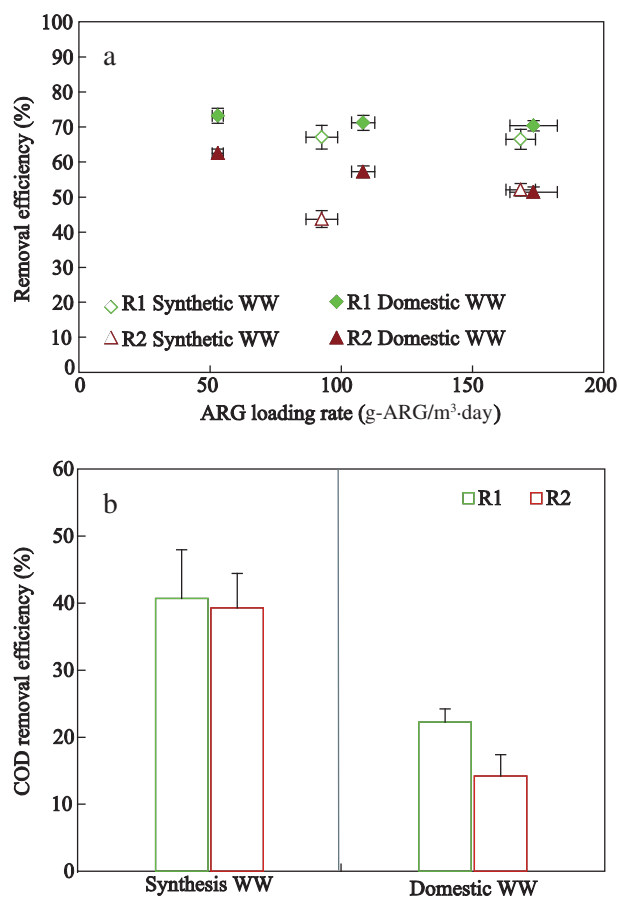 100
90
80
70
60
50
40
30
20
10
0
Removal efficiency (%)
a
R1 Synthetic WW
R1 Domestic WW
R2 Synthetic WW
R2 Domestic WW
0 50 100 150 200
ARG loading rate (g-ARG/m³·day)
60
50
40
30
20
10
0
COD removal efficiency (%)
b
R1 R2
Synthesis WW Domestic WW